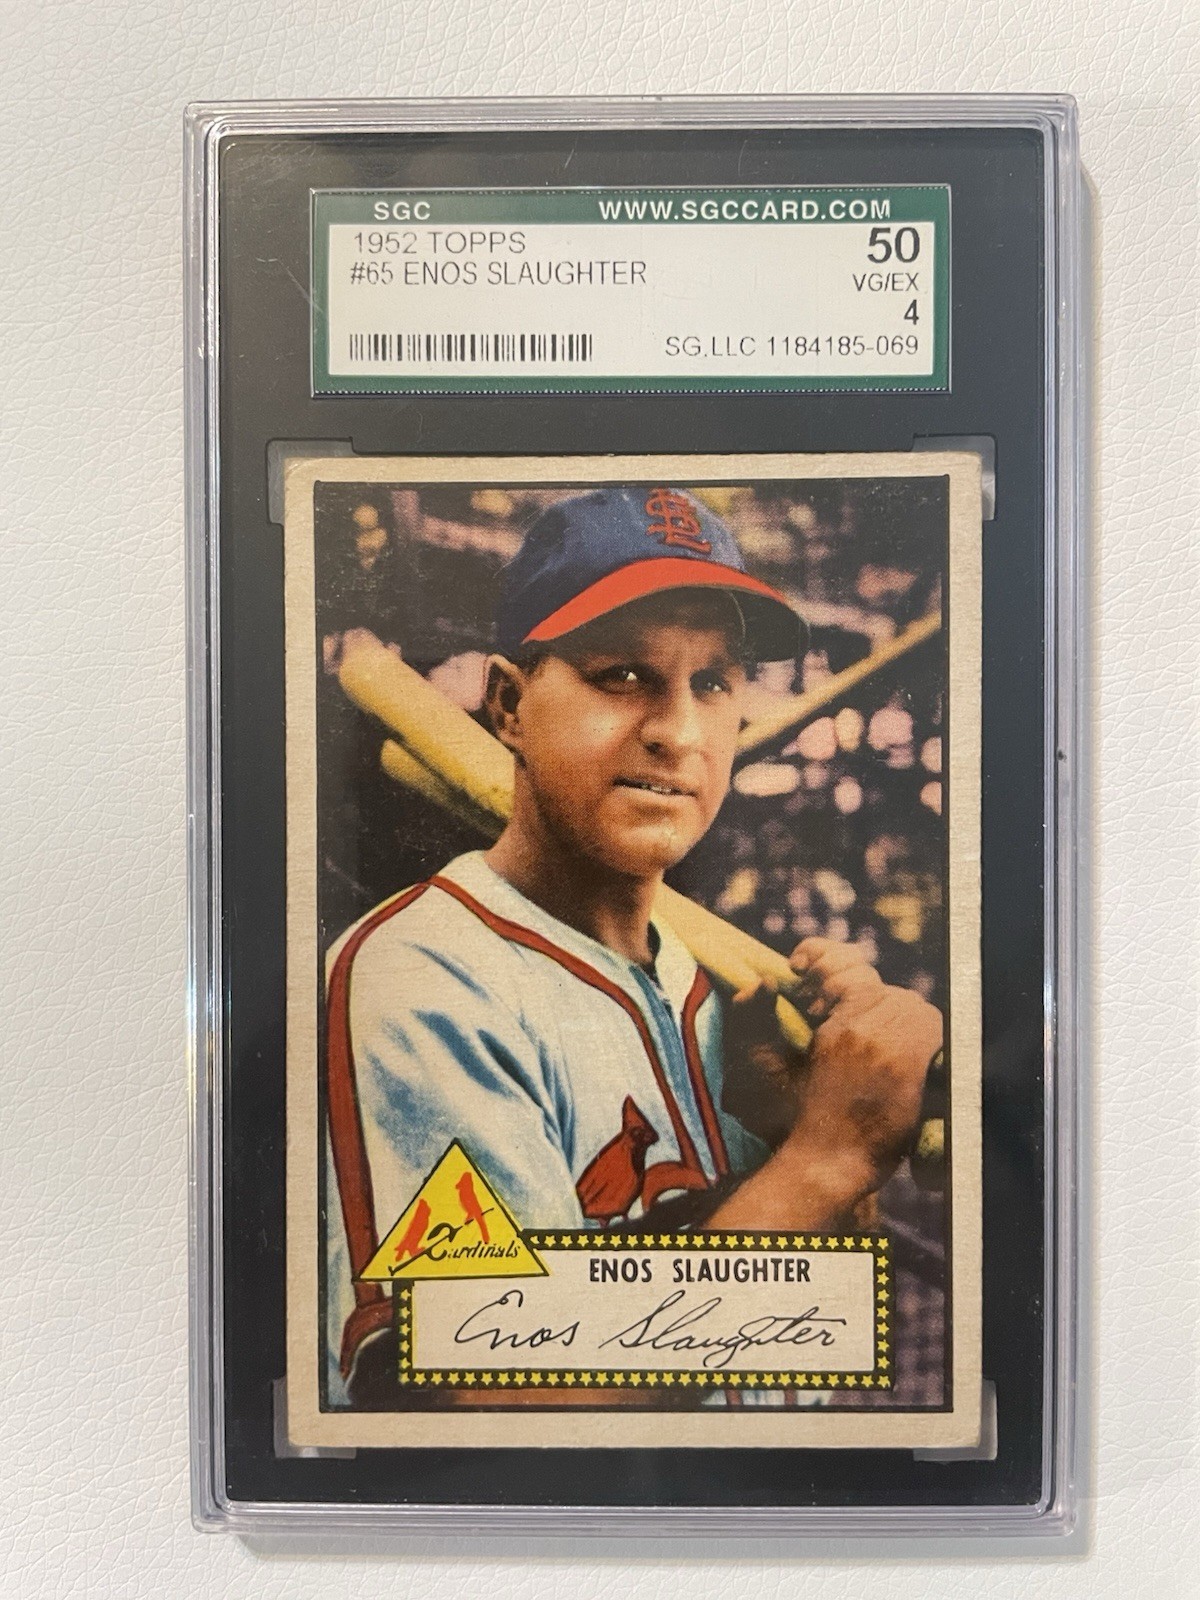 SGC WWW.SGCCARD.COM
1952 TOPPS 50
#65 ENOS SLAUGHTER VG/EX
4
SG,LLC 1184185-069
STL
Cardinals
ENOS SLAUGHTER
Enos Slaughter